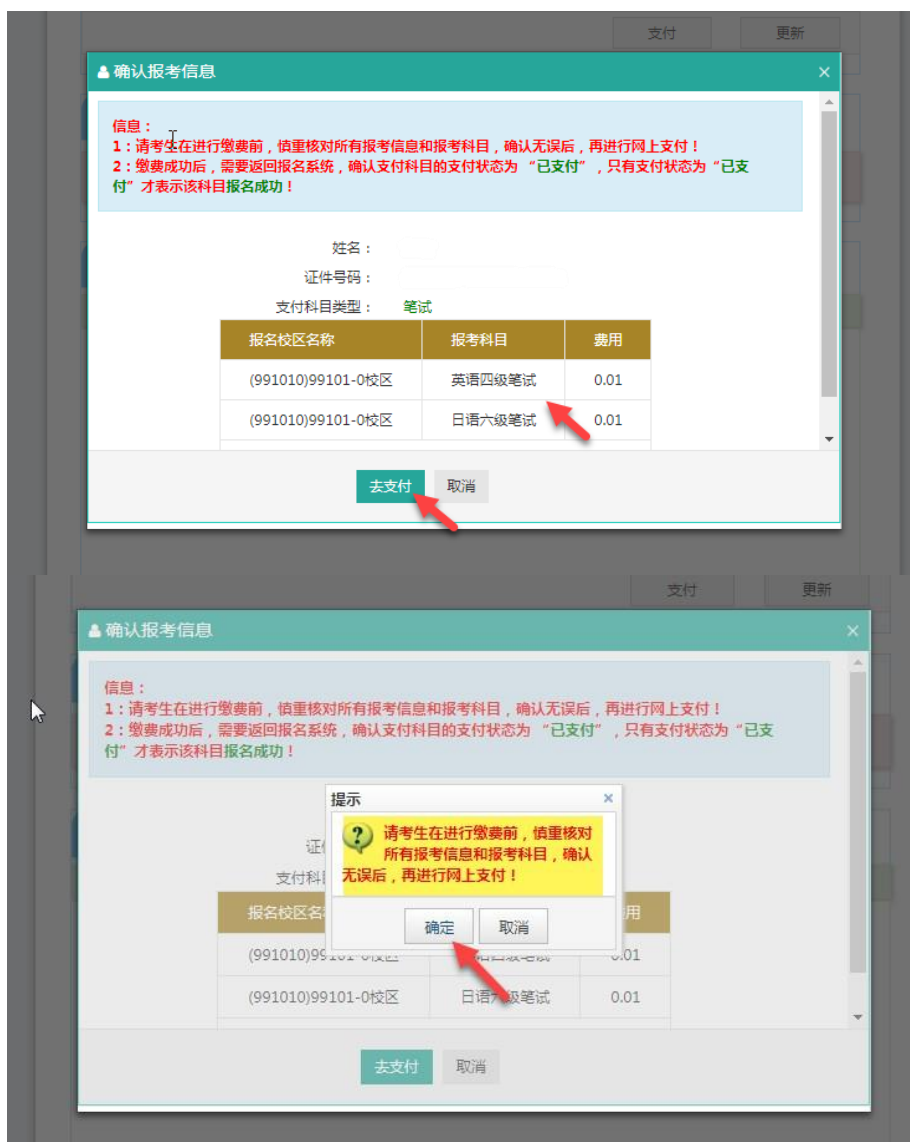 支付 更新
确认报考信息 ×
信息：
1：请考生在进行缴费前，慎重核对所有报考信息和报考科目，确认无误后，再进行网上支付！
2：缴费成功后，需要返回报名系统，确认支付科目的支付状态为 “已支付”，只有支付状态为“已支
付”才表示该科目报名成功！
姓名：
证件号码：
支付科目类型： 笔试
报名校区名称 报考科目 费用
(991010)99101-0校区 英语四级笔试 0.01
(991010)99101-0校区 日语六级笔试 0.01
去支付 取消
支付 更新
确认报考信息 ×
信息：
1：请考生在进行缴费前，慎重核对所有报考信息和报考科目，确认无误后，再进行网上支付！
2：缴费成功后，需要返回报名系统，确认支付科目的支付状态为 “已支付”，只有支付状态为“已支
付”才表示该科目报名成功！
提示 ×
请考生在进行缴费前，慎重核对
所有报考信息和报考科目，确认
无误后，再进行网上支付！
证
支付科
报名校区名 用
确定 取消
(991010)99 0.01
(991010)99101-0校区 日语六级笔试 0.01
去支付 取消